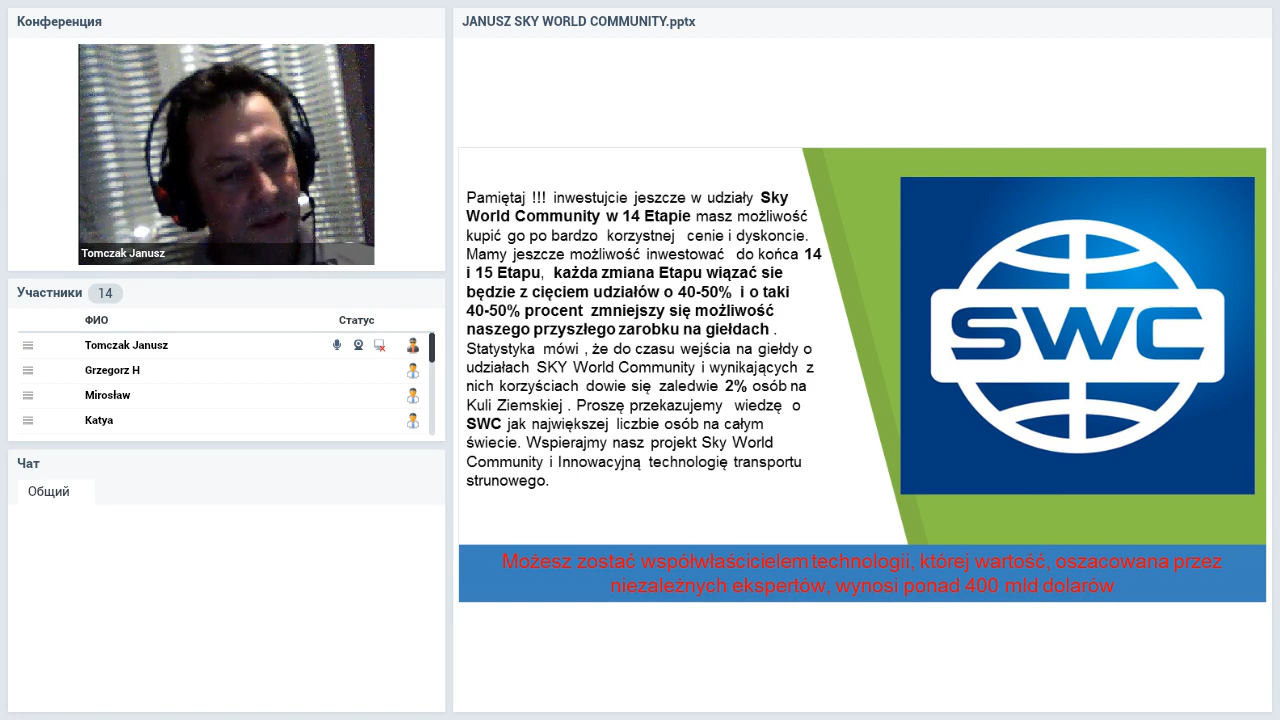 Конференция
Tomczak Janusz
Участники 14
ФИО Статус
Tomczak Janusz
Grzegorz H
Mirosław
Katya
Чат
Общий
JANUSZ SKY WORLD COMMUNITY.pptx
Pamiętaj !!! inwestujcie jeszcze w udziały Sky
World Community w 14 Etapie masz możliwość
kupić go po bardzo korzystnej cenie i dyskoncie.
Mamy jeszcze możliwość inwestować do końca 14
i 15 Etapu, każda zmiana Etapu wiązać sie
będzie z cięciem udziałów o 40-50% i o taki
40-50% procent zmniejszy się możliwość
naszego przyszłego zarobku na giełdach .
Statystyka mówi , że do czasu wejścia na giełdy o
udziałach SKY World Community i wynikających z
nich korzyściach dowie się zaledwie 2% osób na
Kuli Ziemskiej . Proszę przekazujemy wiedzę o
SWC jak największej liczbie osób na całym
świecie. Wspierajmy nasz projekt Sky World
Community i Innowacyjną technologię transportu
strunowego.
SWC
Możesz zostać współwłaścicielem technologii, której wartość, oszacowana przez
niezależnych ekspertów, wynosi ponad 400 mld dolarów